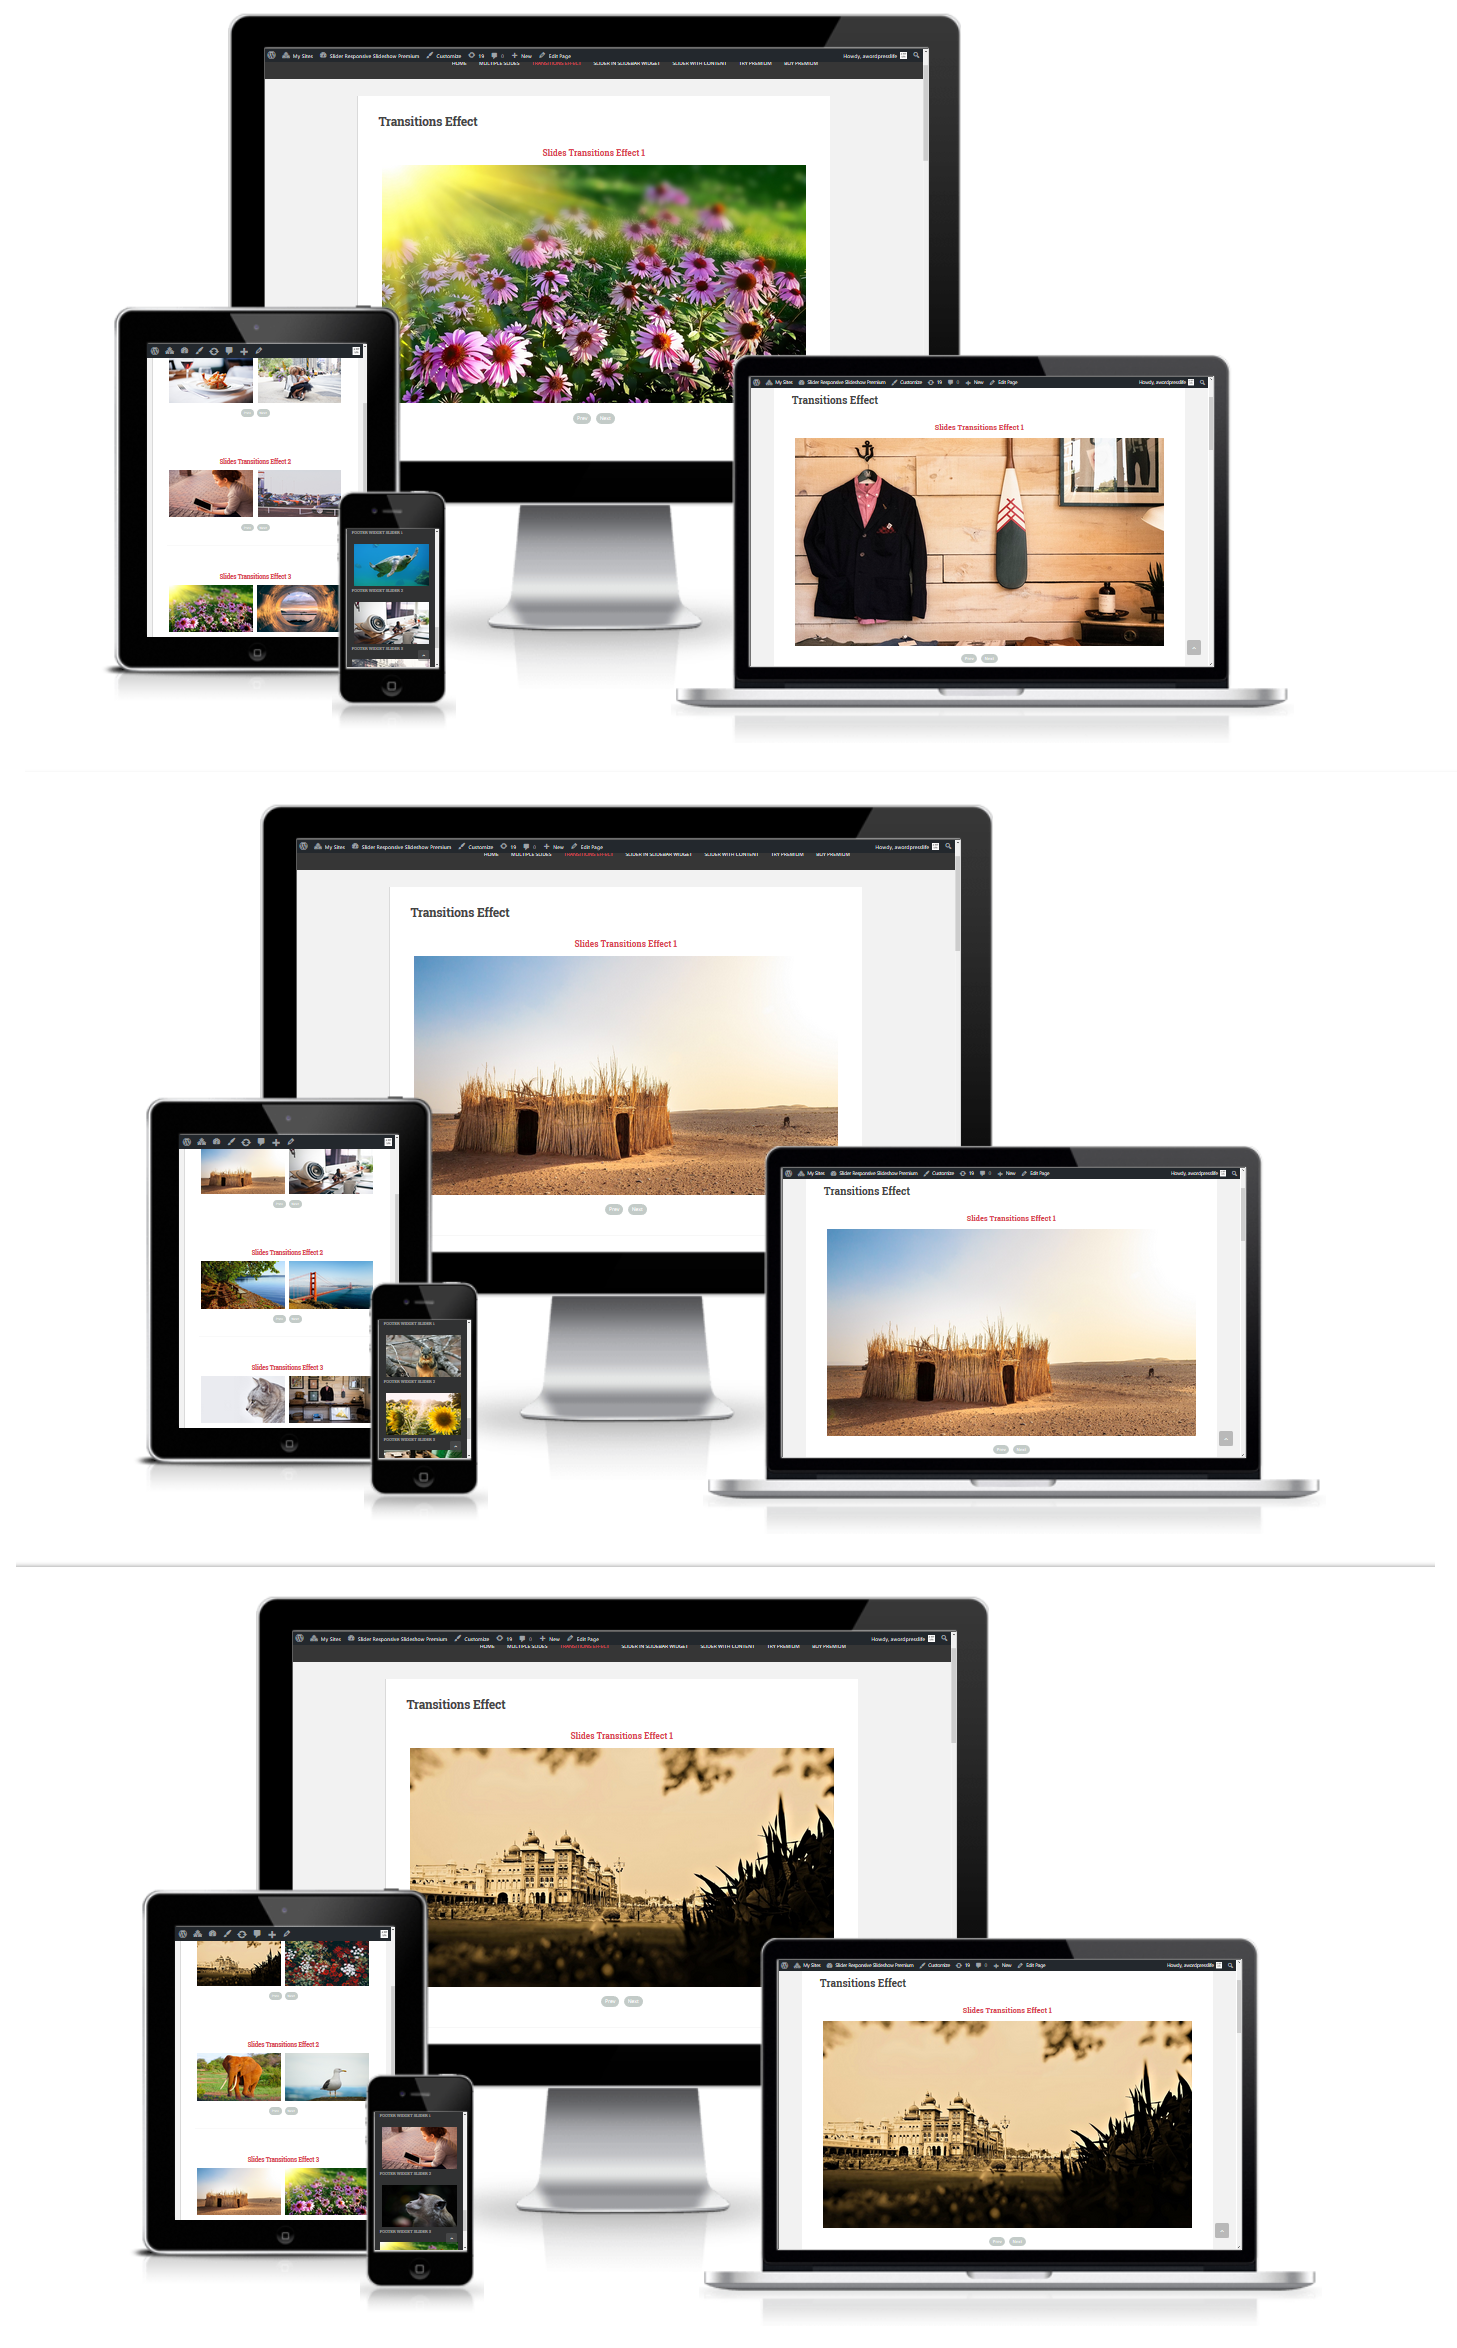 My Sites Slider Responsive Slideshow Premium Customize 19 0 New Edit Page Howdy, awordpresslife
HOME MULTIPLE SLIDES TRANSITIONS EFFECT SLIDER IN SLIDEBAR WIDGET SLIDER WITH CONTENT TRY PREMIUM BUY PREMIUM
Transitions Effect
Slides Transitions Effect 1
Prev Next
Slides Transitions Effect 2
Slides Transitions Effect 3
FOOTER WIDGET SLIDER 1
FOOTER WIDGET SLIDER 2
FOOTER WIDGET SLIDER 3
My Sites Slider Responsive Slideshow Premium Customize 19 0 New Edit Page Howdy, awordpresslife
Transitions Effect
Slides Transitions Effect 1
Prev Next
My Sites Slider Responsive Slideshow Premium Customize 19 0 New Edit Page Howdy, awordpresslife
HOME MULTIPLE SLIDES TRANSITIONS EFFECT SLIDER IN SLIDEBAR WIDGET SLIDER WITH CONTENT TRY PREMIUM BUY PREMIUM
Transitions Effect
Slides Transitions Effect 1
Prev Next
Slides Transitions Effect 2
Slides Transitions Effect 3
FOOTER WIDGET SLIDER 1
FOOTER WIDGET SLIDER 2
FOOTER WIDGET SLIDER 3
My Sites Slider Responsive Slideshow Premium Customize 19 0 New Edit Page Howdy, awordpresslife
Transitions Effect
Slides Transitions Effect 1
Prev Next
My Sites Slider Responsive Slideshow Premium Customize 19 0 New Edit Page Howdy, awordpresslife
HOME MULTIPLE SLIDES TRANSITIONS EFFECT SLIDER IN SLIDEBAR WIDGET SLIDER WITH CONTENT TRY PREMIUM BUY PREMIUM
Transitions Effect
Slides Transitions Effect 1
Prev Next
Slides Transitions Effect 2
Slides Transitions Effect 3
FOOTER WIDGET SLIDER 1
FOOTER WIDGET SLIDER 2
FOOTER WIDGET SLIDER 3
My Sites Slider Responsive Slideshow Premium Customize 19 0 New Edit Page Howdy, awordpresslife
Transitions Effect
Slides Transitions Effect 1
Prev Next